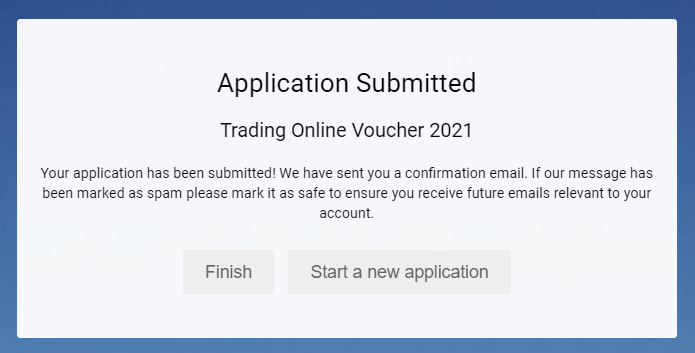 Application Submitted
Trading Online Voucher 2021
Your application has been submitted! We have sent you a confirmation email. If our message has
been marked as spam please mark it as safe to ensure you receive future emails relevant to your
account.
Finish
Start a new application